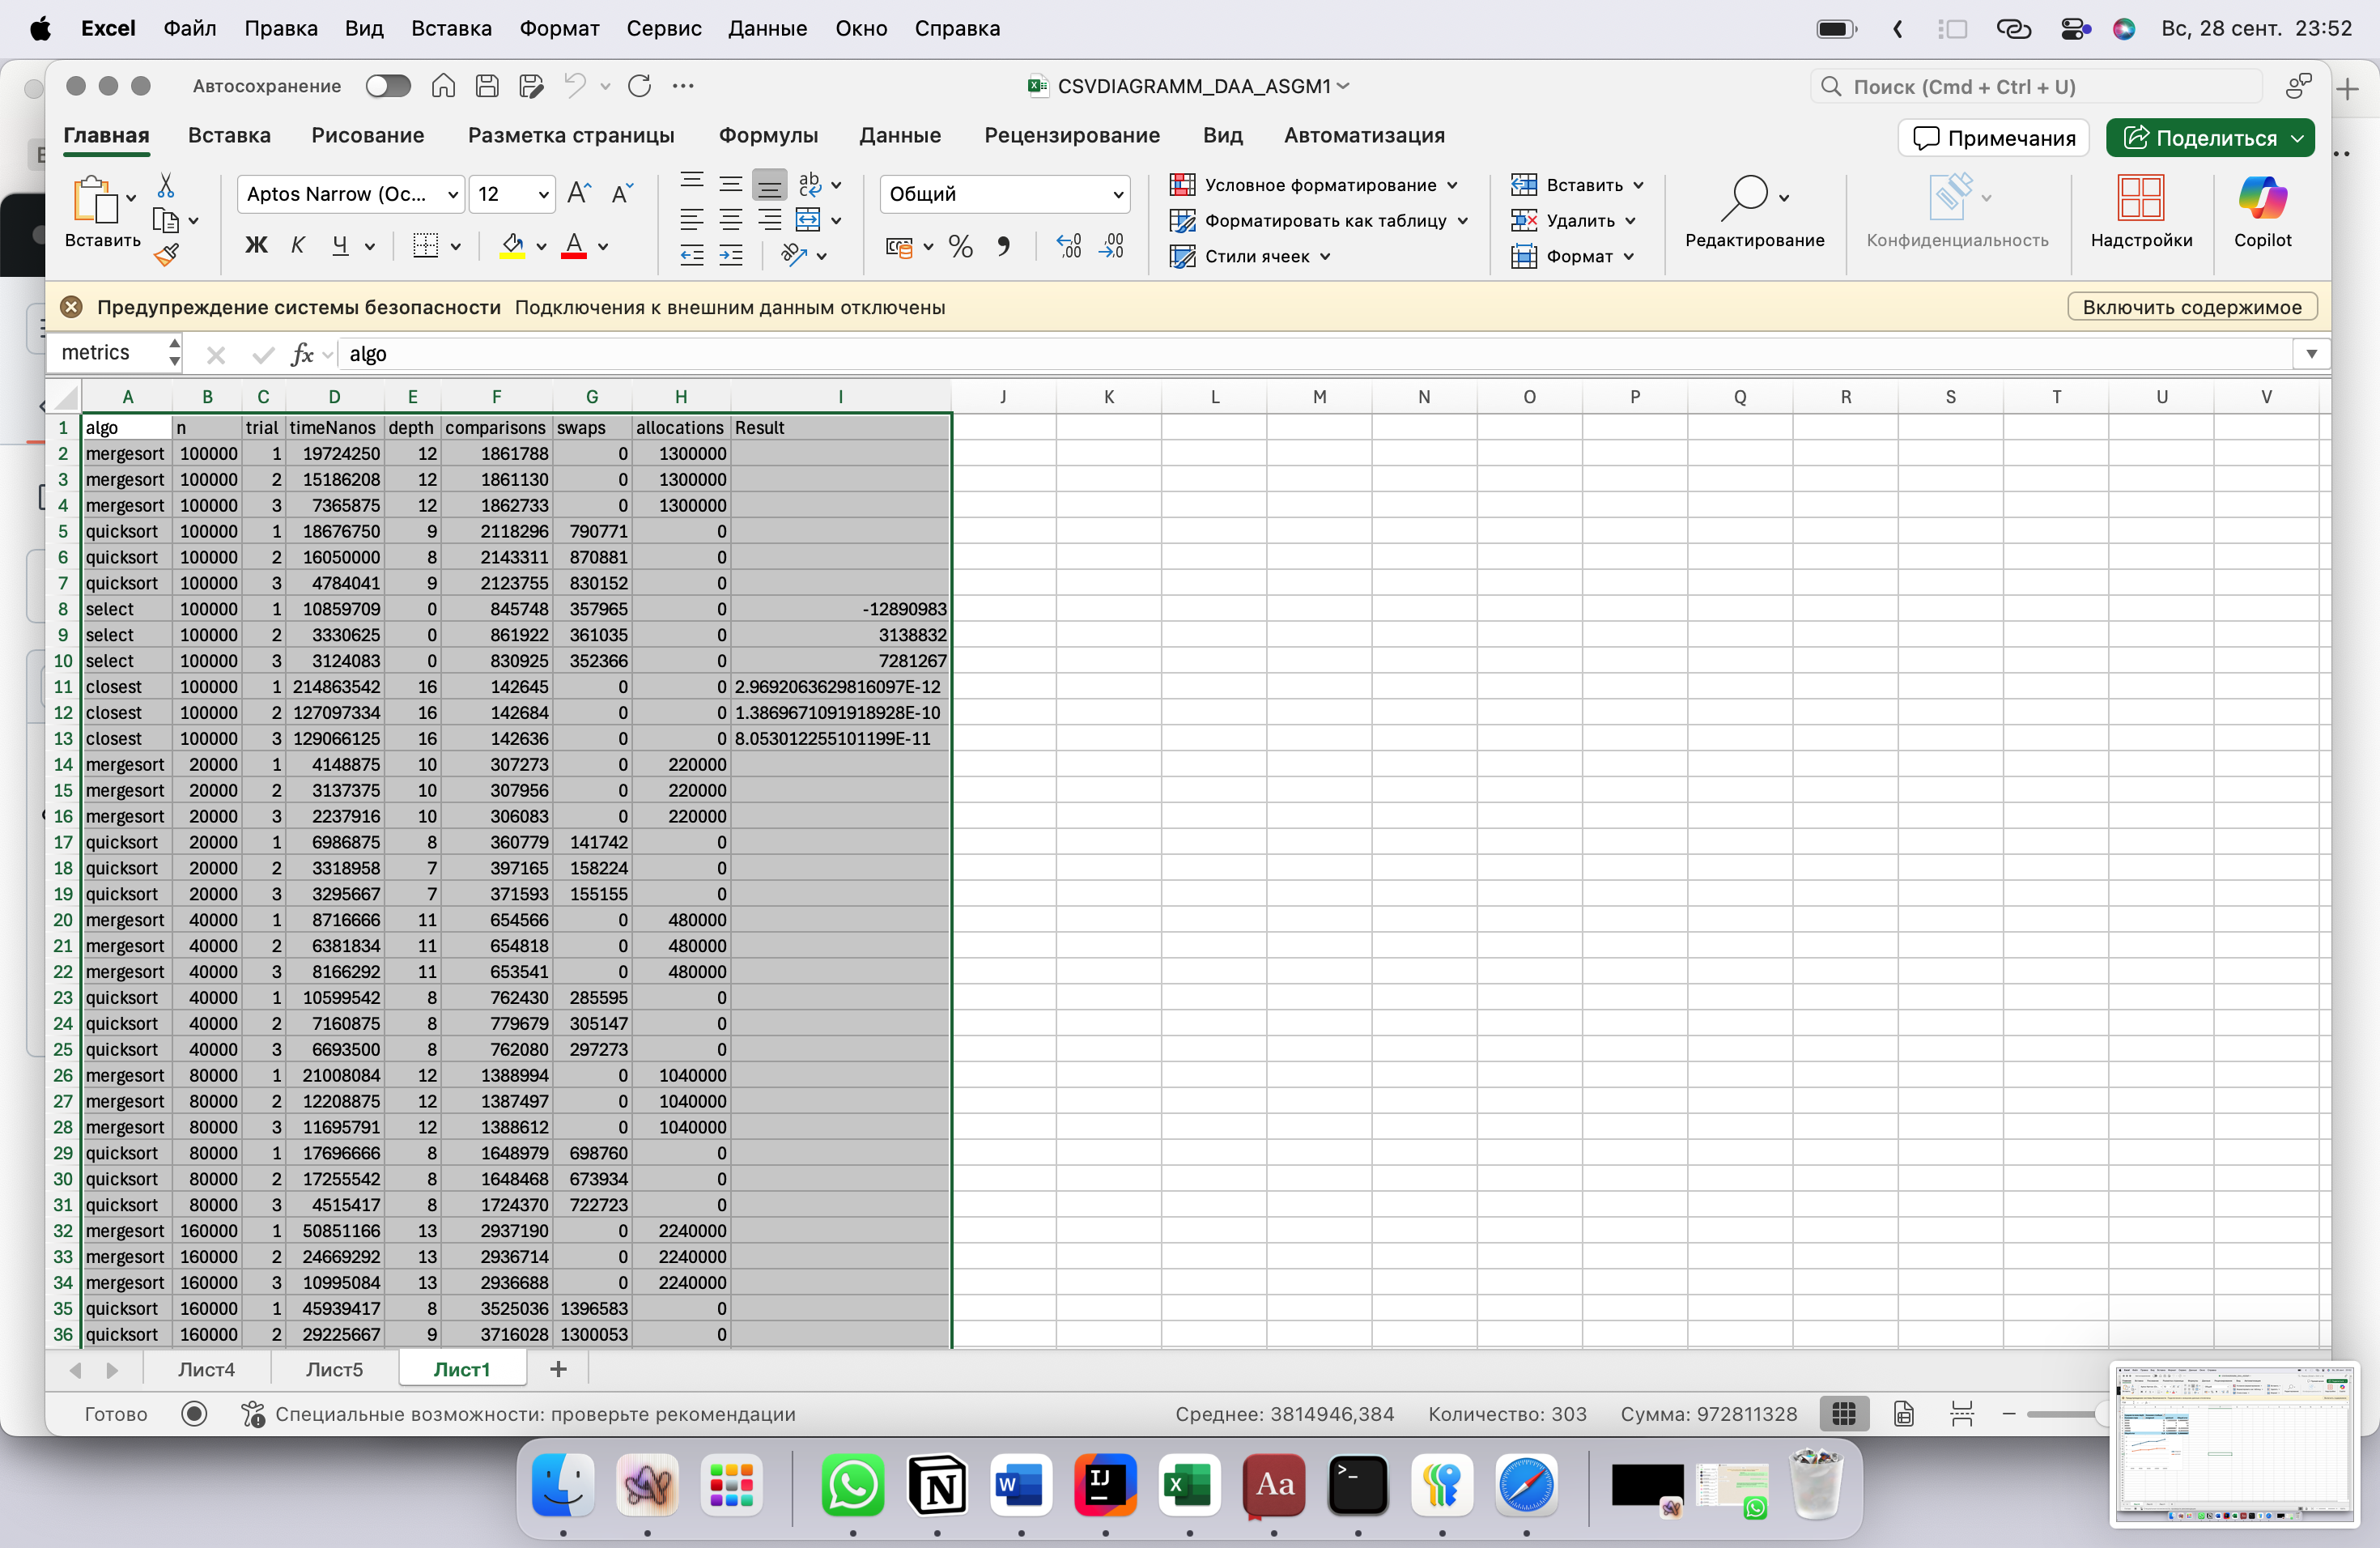 Excel Файл Правка Вид Вставка Формат Сервис Данные Окно Справка Вс, 28 сент. 23:52
Автосохранение CSVDIAGRAMM_DAA_ASGM1 Поиск (Cmd + Ctrl + U)
Главная Вставка Рисование Разметка страницы Формулы Данные Рецензирование Вид Автоматизация Примечания Поделиться
Aptos Narrow (Ос... 12 Общий Условное форматирование Вставить
Форматировать как таблицу Удалить
Вставить Ж К Ч А Стили ячеек Формат Редактирование Конфиденциальность Надстройки Copilot
Предупреждение системы безопасности Подключения к внешним данным отключены Включить содержимое
metrics fx algo
A B C D E F G H I J K L M N O P Q R S T U V
1 algo n trial timeNanos depth comparisons swaps allocations Result
2 mergesort 100000 1 19724250 12 1861788 0 1300000
3 mergesort 100000 2 15186208 12 1861130 0 1300000
4 mergesort 100000 3 7365875 12 1862733 0 1300000
5 quicksort 100000 1 18676750 9 2118296 790771 0
6 quicksort 100000 2 16050000 8 2143311 870881 0
7 quicksort 100000 3 4784041 9 2123755 830152 0
8 select 100000 1 10859709 0 845748 357965 0 -12890983
9 select 100000 2 3330625 0 861922 361035 0 3138832
10 select 100000 3 3124083 0 830925 352366 0 7281267
11 closest 100000 1 214863542 16 142645 0 0 2.9692063629816097E-12
12 closest 100000 2 127097334 16 142684 0 0 1.3869671091918928E-10
13 closest 100000 3 129066125 16 142636 0 0 8.053012255101199E-11
14 mergesort 20000 1 4148875 10 307273 0 220000
15 mergesort 20000 2 3137375 10 307956 0 220000
16 mergesort 20000 3 2237916 10 306083 0 220000
17 quicksort 20000 1 6986875 8 360779 141742 0
18 quicksort 20000 2 3318958 7 397165 158224 0
19 quicksort 20000 3 3295667 7 371593 155155 0
20 mergesort 40000 1 8716666 11 654566 0 480000
21 mergesort 40000 2 6381834 11 654818 0 480000
22 mergesort 40000 3 8166292 11 653541 0 480000
23 quicksort 40000 1 10599542 8 762430 285595 0
24 quicksort 40000 2 7160875 8 779679 305147 0
25 quicksort 40000 3 6693500 8 762080 297273 0
26 mergesort 80000 1 21008084 12 1388994 0 1040000
27 mergesort 80000 2 12208875 12 1387497 0 1040000
28 mergesort 80000 3 11695791 12 1388612 0 1040000
29 quicksort 80000 1 17696666 8 1648979 698760 0
30 quicksort 80000 2 17255542 8 1648468 673934 0
31 quicksort 80000 3 4515417 8 1724370 722723 0
32 mergesort 160000 1 50851166 13 2937190 0 2240000
33 mergesort 160000 2 24669292 13 2936714 0 2240000
34 mergesort 160000 3 10995084 13 2936688 0 2240000
35 quicksort 160000 1 45939417 8 3525036 1396583 0
36 quicksort 160000 2 29225667 9 3716028 1300053 0
Лист4 Лист5 Лист1
Готово Специальные возможности: проверьте рекомендации Среднее: 3814946,384 Количество: 303 Сумма: 972811328